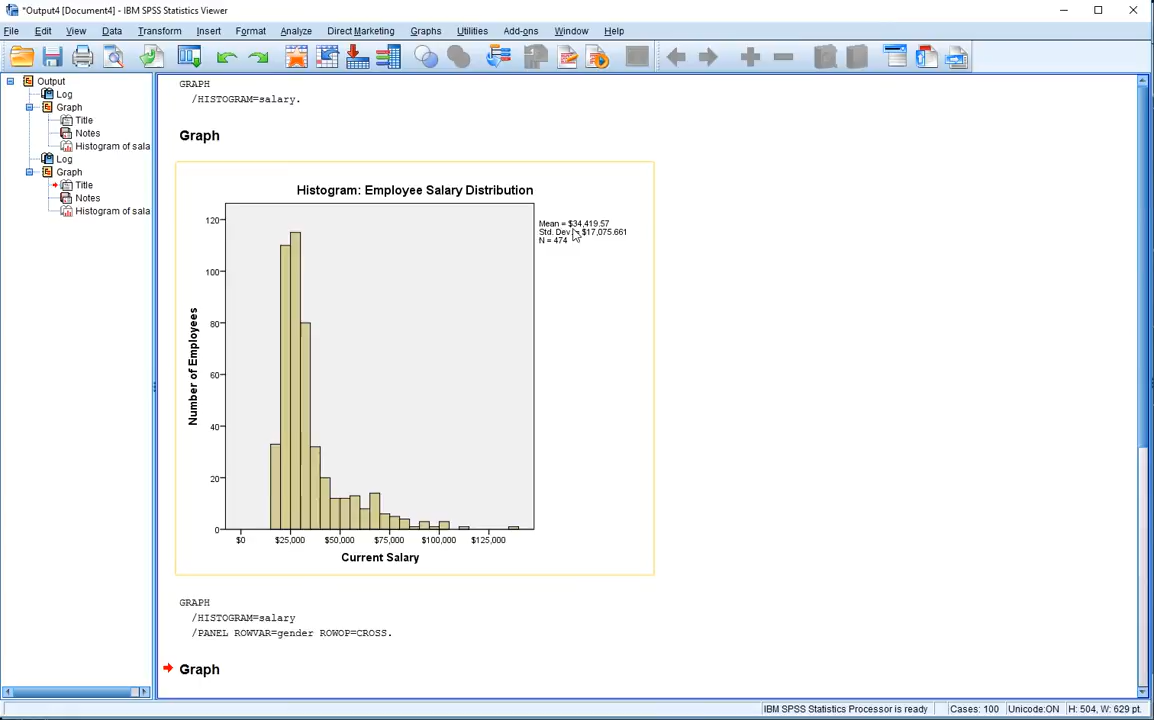 *Output4 [Document4] - IBM SPSS Statistics Viewer
File Edit View Data Transform Insert Format Analyze Direct Marketing Graphs Utilities Add-ons Window Help
Output
Log
Graph
Title
Notes
Histogram of sala
Log
Graph
Title
Notes
Histogram of sala
GRAPH
/HISTOGRAM=salary.
Graph
Histogram: Employee Salary Distribution
Mean = $34,419.57
Std. Dev. = $17,075.661
N = 474
Number of Employees
120
100
80
60
40
20
0
$0 $25,000 $50,000 $75,000 $100,000 $125,000
Current Salary
GRAPH
/HISTOGRAM=salary
/PANEL ROWVAR=gender ROWOP=CROSS.
Graph
IBM SPSS Statistics Processor is ready Cases: 100 Unicode:ON H: 504, W: 629 pt.